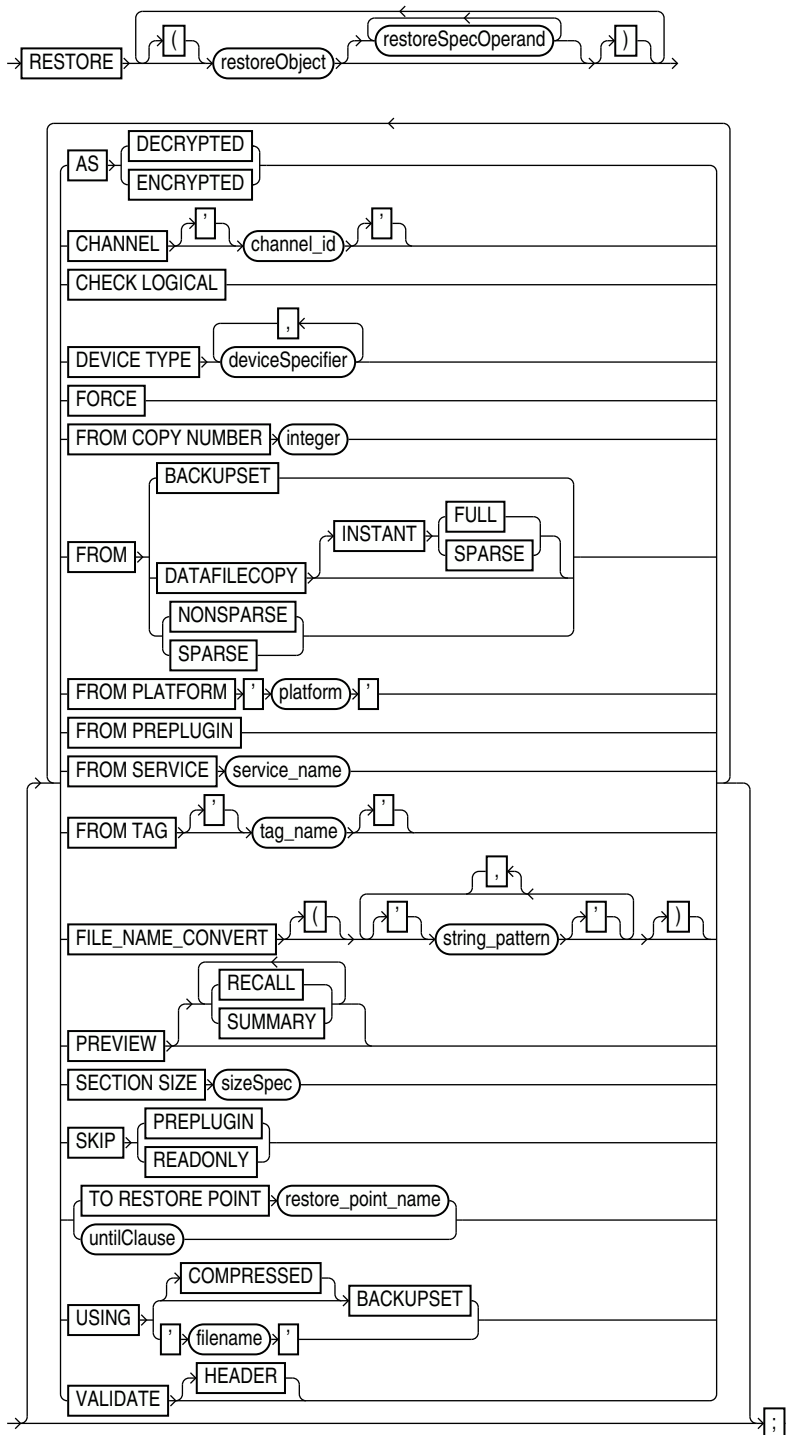 RESTORE ( restoreObject restoreSpecOperand )
AS DECRYPTED
ENCRYPTED
CHANNEL ' channel_id '
CHECK LOGICAL
,
DEVICE TYPE deviceSpecifier
FORCE
FROM COPY NUMBER integer
BACKUPSET
INSTANT FULL
SPARSE
FROM DATAFILECOPY
NONSPARSE
SPARSE
FROM PLATFORM ' platform '
FROM PREPLUGIN
FROM SERVICE service_name
FROM TAG ' tag_name '
,
FILE_NAME_CONVERT ( ' string_pattern ' )
RECALL
SUMMARY
PREVIEW
SECTION SIZE sizeSpec
SKIP PREPLUGIN
READONLY
TO RESTORE POINT restore_point_name
untilClause
COMPRESSED
USING BACKUPSET
' filename '
VALIDATE HEADER
;